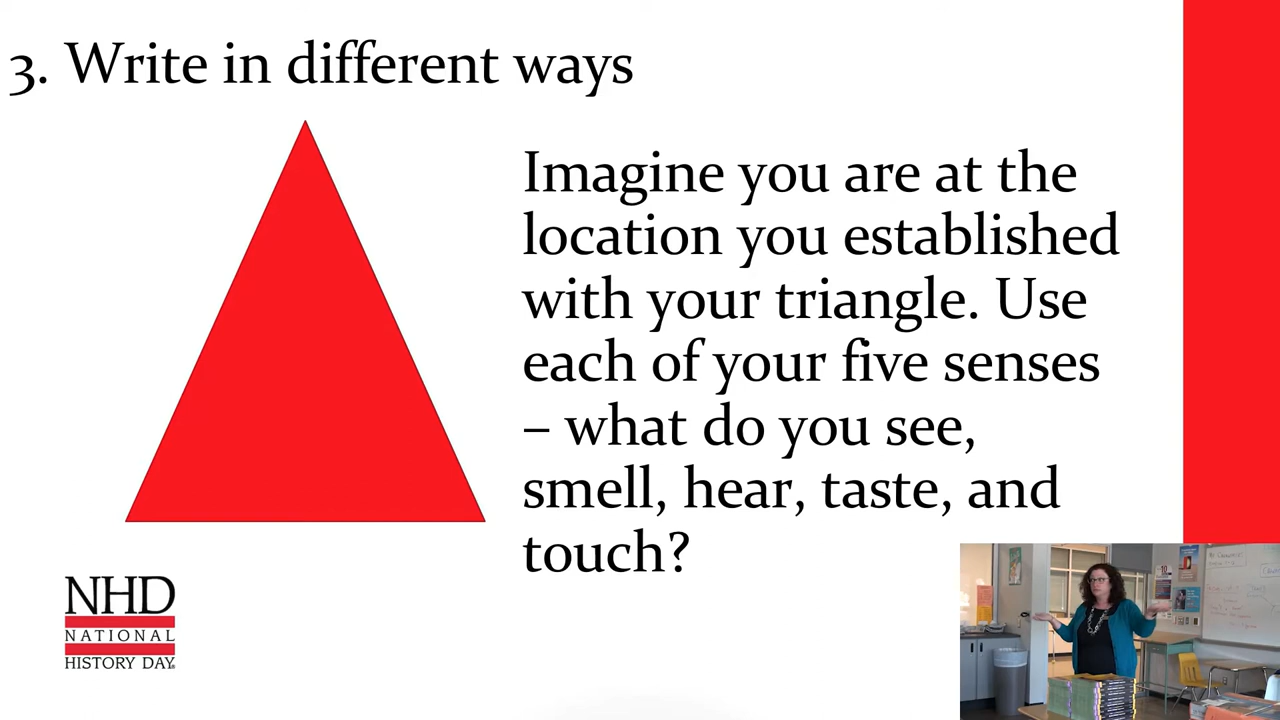 3. Write in different ways
Imagine you are at the
location you established
with your triangle. Use
each of your five senses
– what do you see,
smell, hear, taste, and
touch?
NHD
NATIONAL
HISTORY DAY®